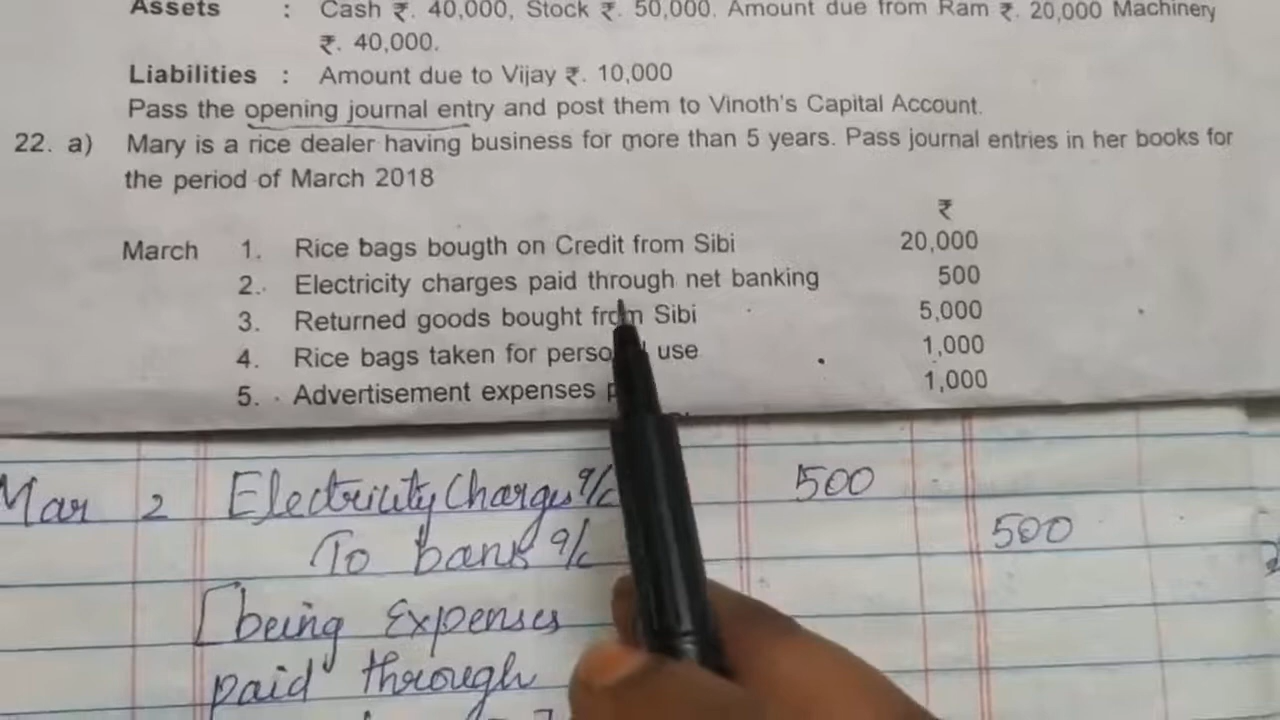 Assets : Cash ₹. 40,000, Stock ₹. 50,000. Amount due from Ram ₹. 20,000 Machinery
₹. 40,000.
Liabilities : Amount due to Vijay ₹. 10,000
Pass the opening journal entry and post them to Vinoth's Capital Account.
22. a) Mary is a rice dealer having business for more than 5 years. Pass journal entries in her books for
the period of March 2018
₹
March 1. Rice bags bougth on Credit from Sibi 20,000
2. Electricity charges paid through net banking 500
3. Returned goods bought from Sibi 5,000
4. Rice bags taken for use 1,000
5. Advertisement expenses 1,000
Mar 2 Electricity Charges a/c 500
To bank a/c 500
[being Expenses
paid through